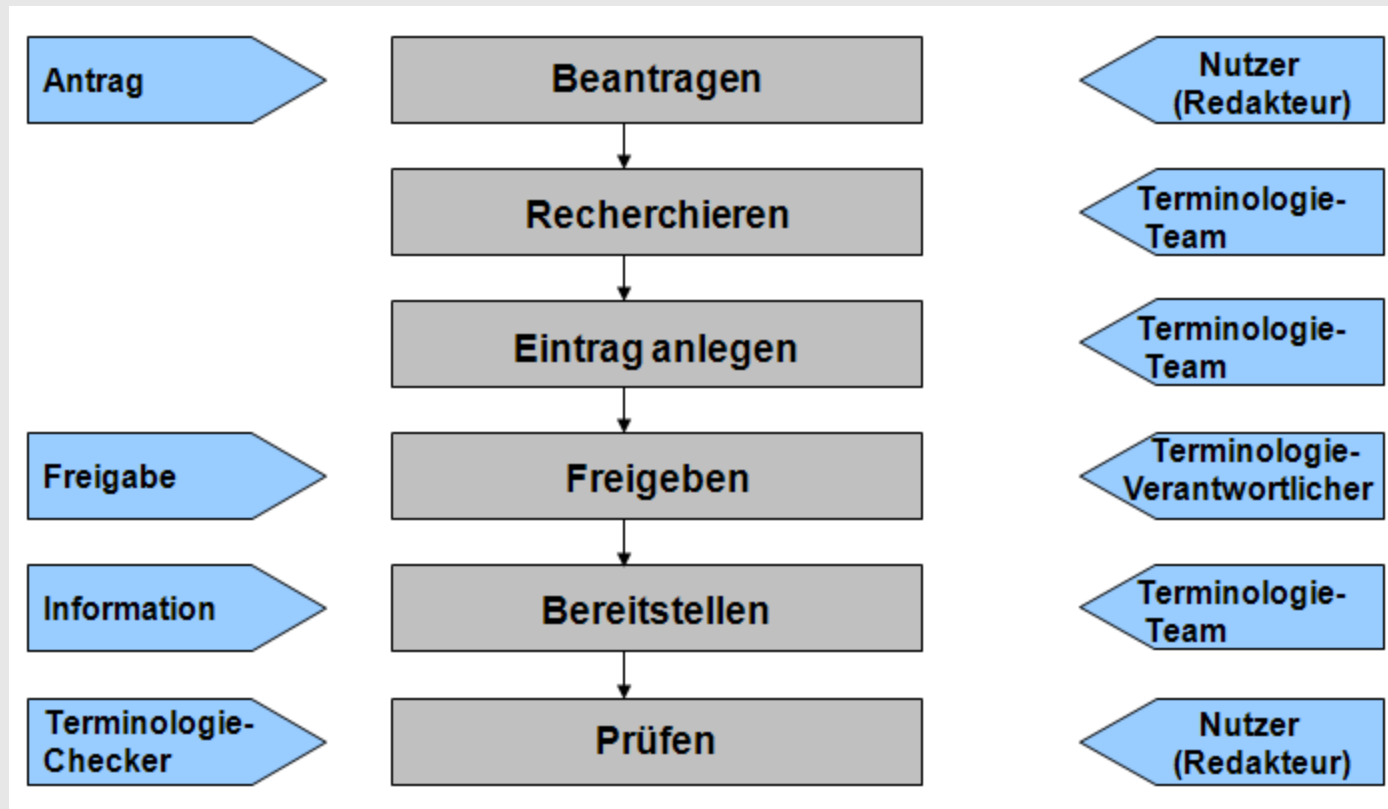 Antrag
Beantragen
Nutzer
(Redakteur)
Recherchieren
Terminologie-
Team
Eintrag anlegen
Terminologie-
Team
Freigabe
Freigeben
Terminologie-
Verantwortlicher
Information
Bereitstellen
Terminologie-
Team
Terminologie-
Checker
Prüfen
Nutzer
(Redakteur)